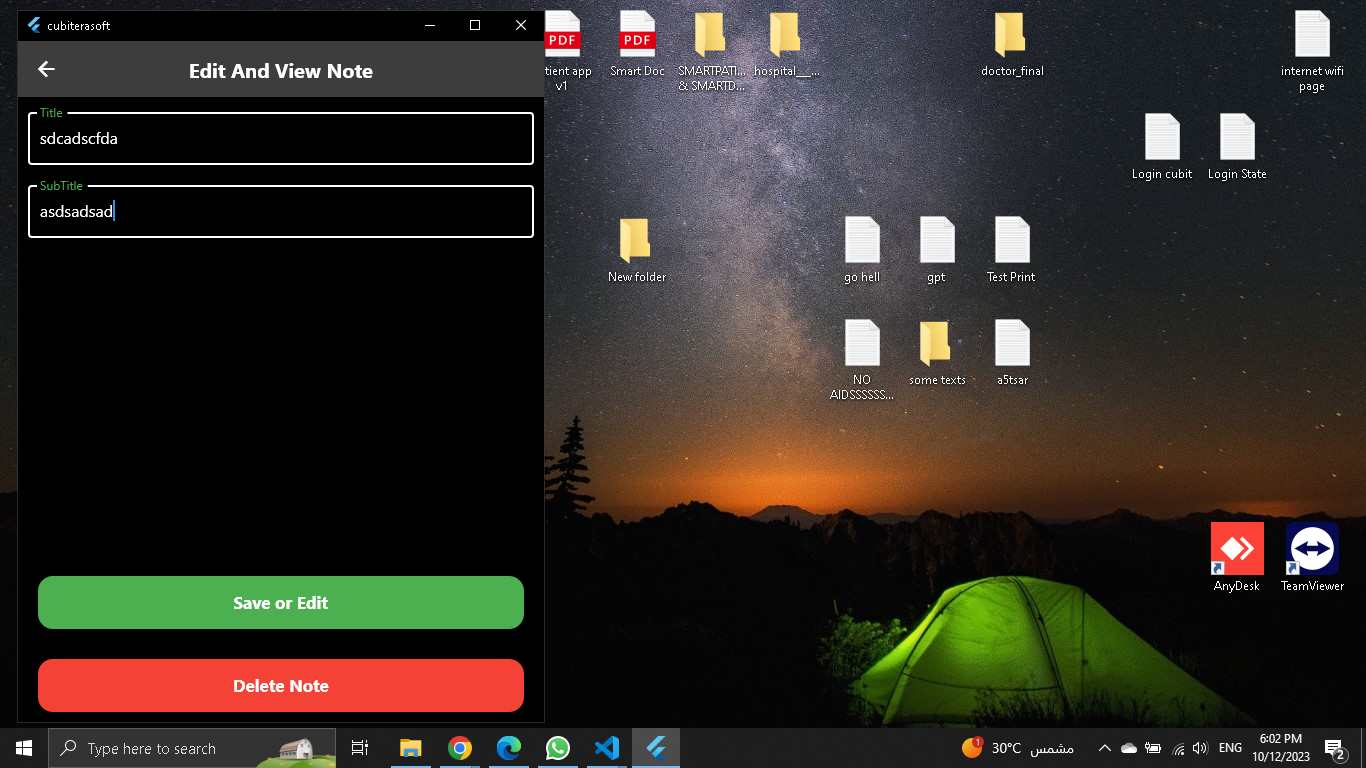 cubiterasoft
Edit And View Note
Title
sdcadscfda
SubTitle
asdsadsad
Save or Edit
Delete Note
PDF
tient app
v1
PDF
Smart Doc
SMARTPATI...
& SMARTD...
hospital___...
doctor_final
internet wifi
page
Login cubit
Login State
New folder
go hell
gpt
Test Print
NO
AIDSSSSSS...
some texts
a5tsar
AnyDesk
TeamViewer
Type here to search
1
30°C
مشمس
ENG
6:02 PM
10/12/2023
2